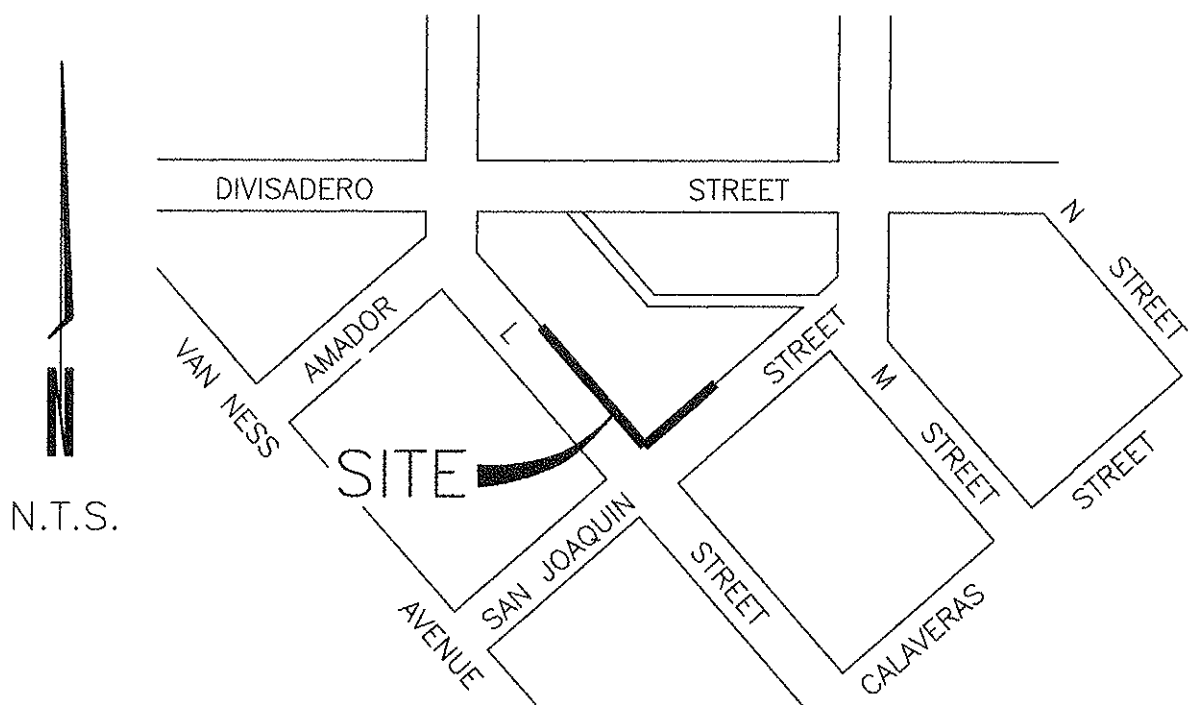 DIVISADERO STREET
N STREET
AMADOR
L STREET
VAN NESS AVENUE
STREET
M STREET
SITE
STREET
N
N.T.S.
SAN JOAQUIN
CALAVERAS